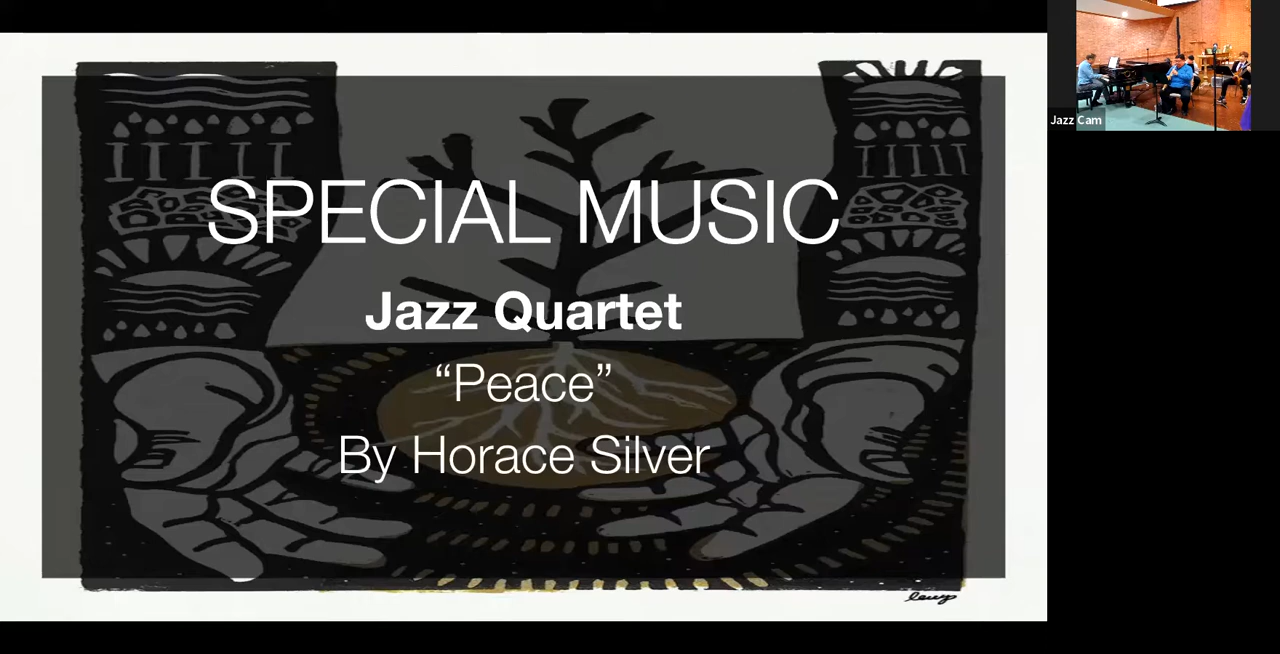 SPECIAL MUSIC
Jazz Quartet
“Peace”
By Horace Silver
Jazz Cam